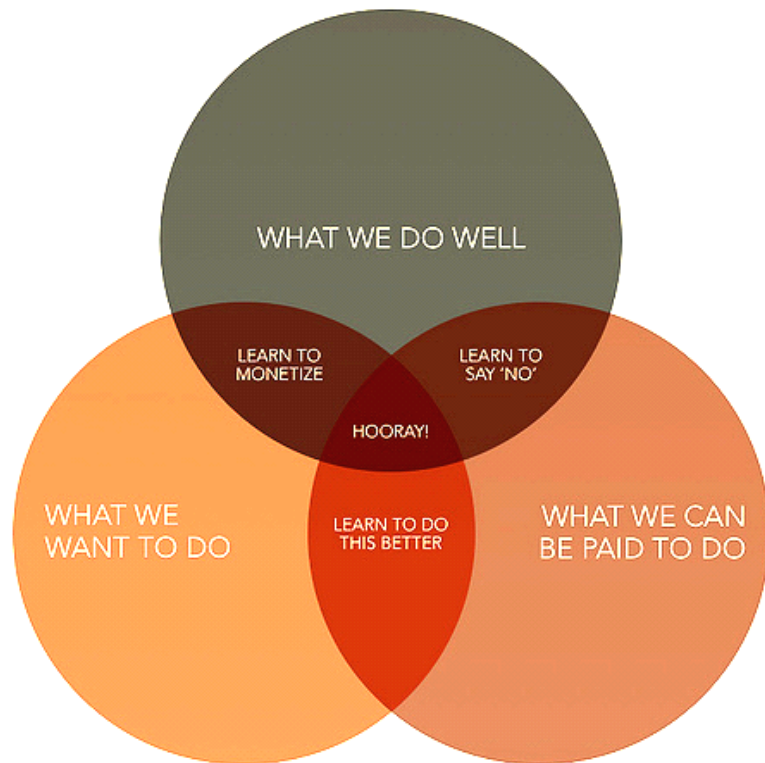 WHAT WE DO WELL
LEARN TO
MONETIZE
LEARN TO
SAY 'NO'
HOORAY!
WHAT WE
WANT TO DO
LEARN TO DO
THIS BETTER
WHAT WE CAN
BE PAID TO DO